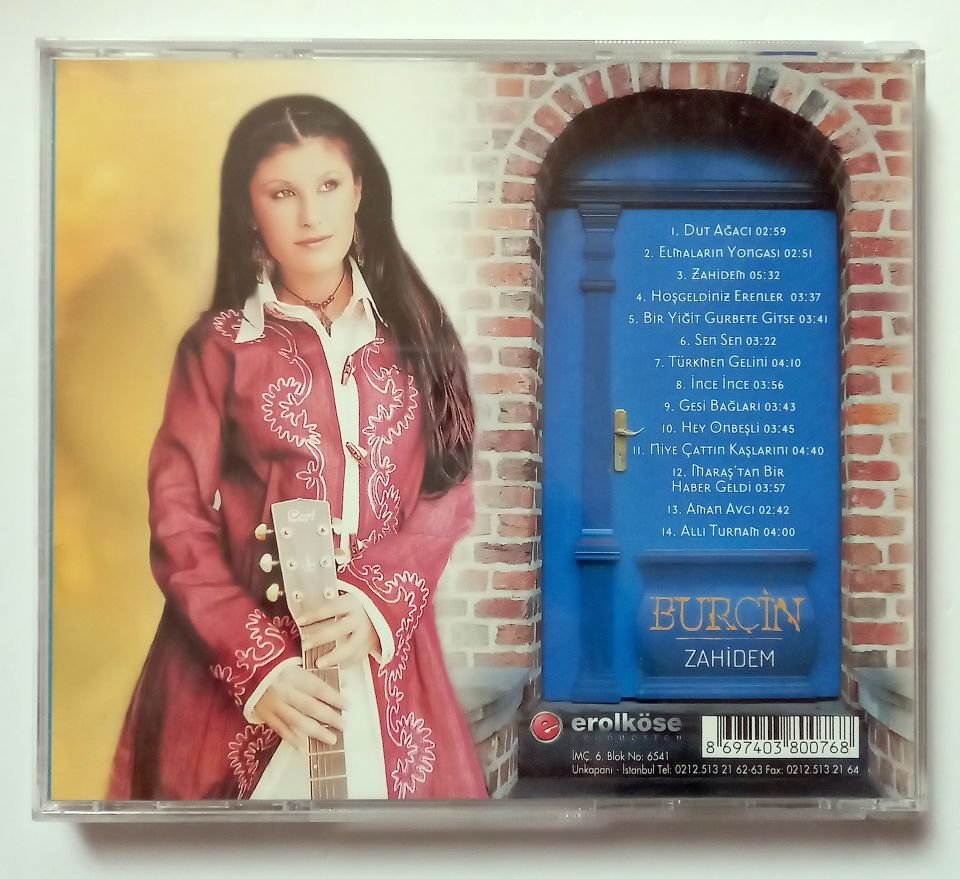 1. Dut Ağacı 02:59
2. Elmaların Yongası 02:51
3. Zahidem 05:32
4. Hoşgeldiniz Erenler 03:37
5. Bir Yiğit Gurbete Gitse 03:41
6. Sen Sen 03:22
7. Türkmen Gelini 04:10
8. İnce İnce 03:56
9. Gesi Bağları 03:43
10. Hey Onbeşli 03:45
11. Niye Çattın Kaşlarını 04:40
12. Maraş'tan Bir
Haber Geldi 03:57
13. Aman Avcı 02:42
14. Allı Turnam 04:00
BURÇİN
ZAHİDEM
Cort
e erolköse
PRODUCTION
İMÇ. 6. Blok No: 6541
Unkapanı - İstanbul Tel: 0212.513 21 62-63 Fax: 0212.513 21 64
8 697403 800768